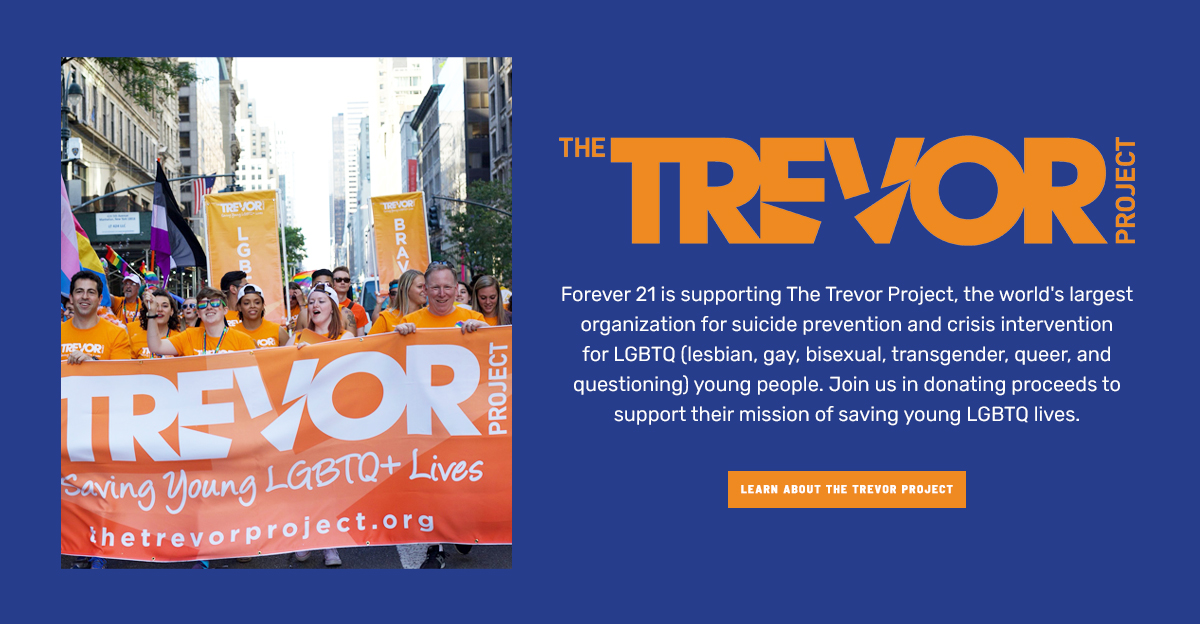 TREVOR
LGB
TREVOR
BRAV
TREVOR
TREVOR
PROJECT
Saving Young LGBTQ+ Lives
thetrevorproject.org
THE TREVOR PROJECT
Forever 21 is supporting The Trevor Project, the world's largest
organization for suicide prevention and crisis intervention
for LGBTQ (lesbian, gay, bisexual, transgender, queer, and
questioning) young people. Join us in donating proceeds to
support their mission of saving young LGBTQ lives.
LEARN ABOUT THE TREVOR PROJECT